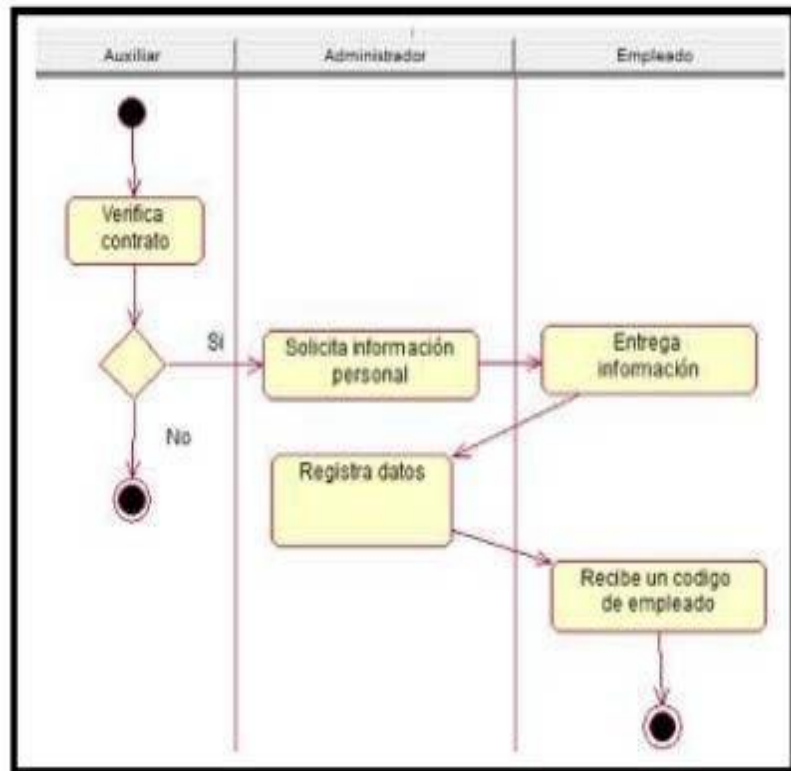 Auxiliar
Administrador
Empleado
Verifica
contrato
Si
Solicita información
personal
Entrega
información
No
Registra datos
Recibe un codigo
de empleado